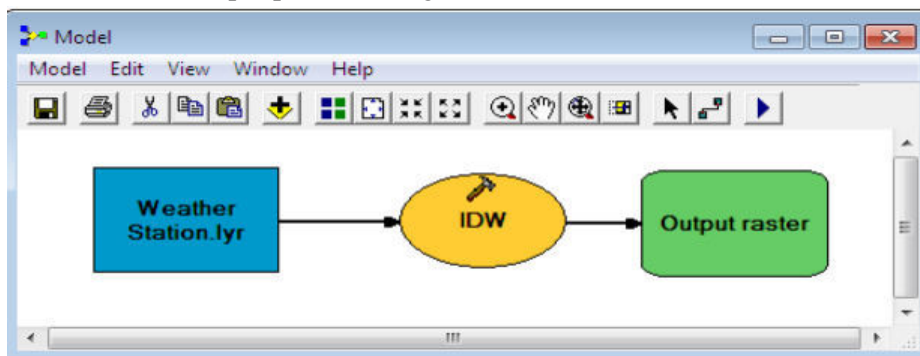 Model
Model Edit View Window Help
Weather
Station.lyr
IDW
Output raster